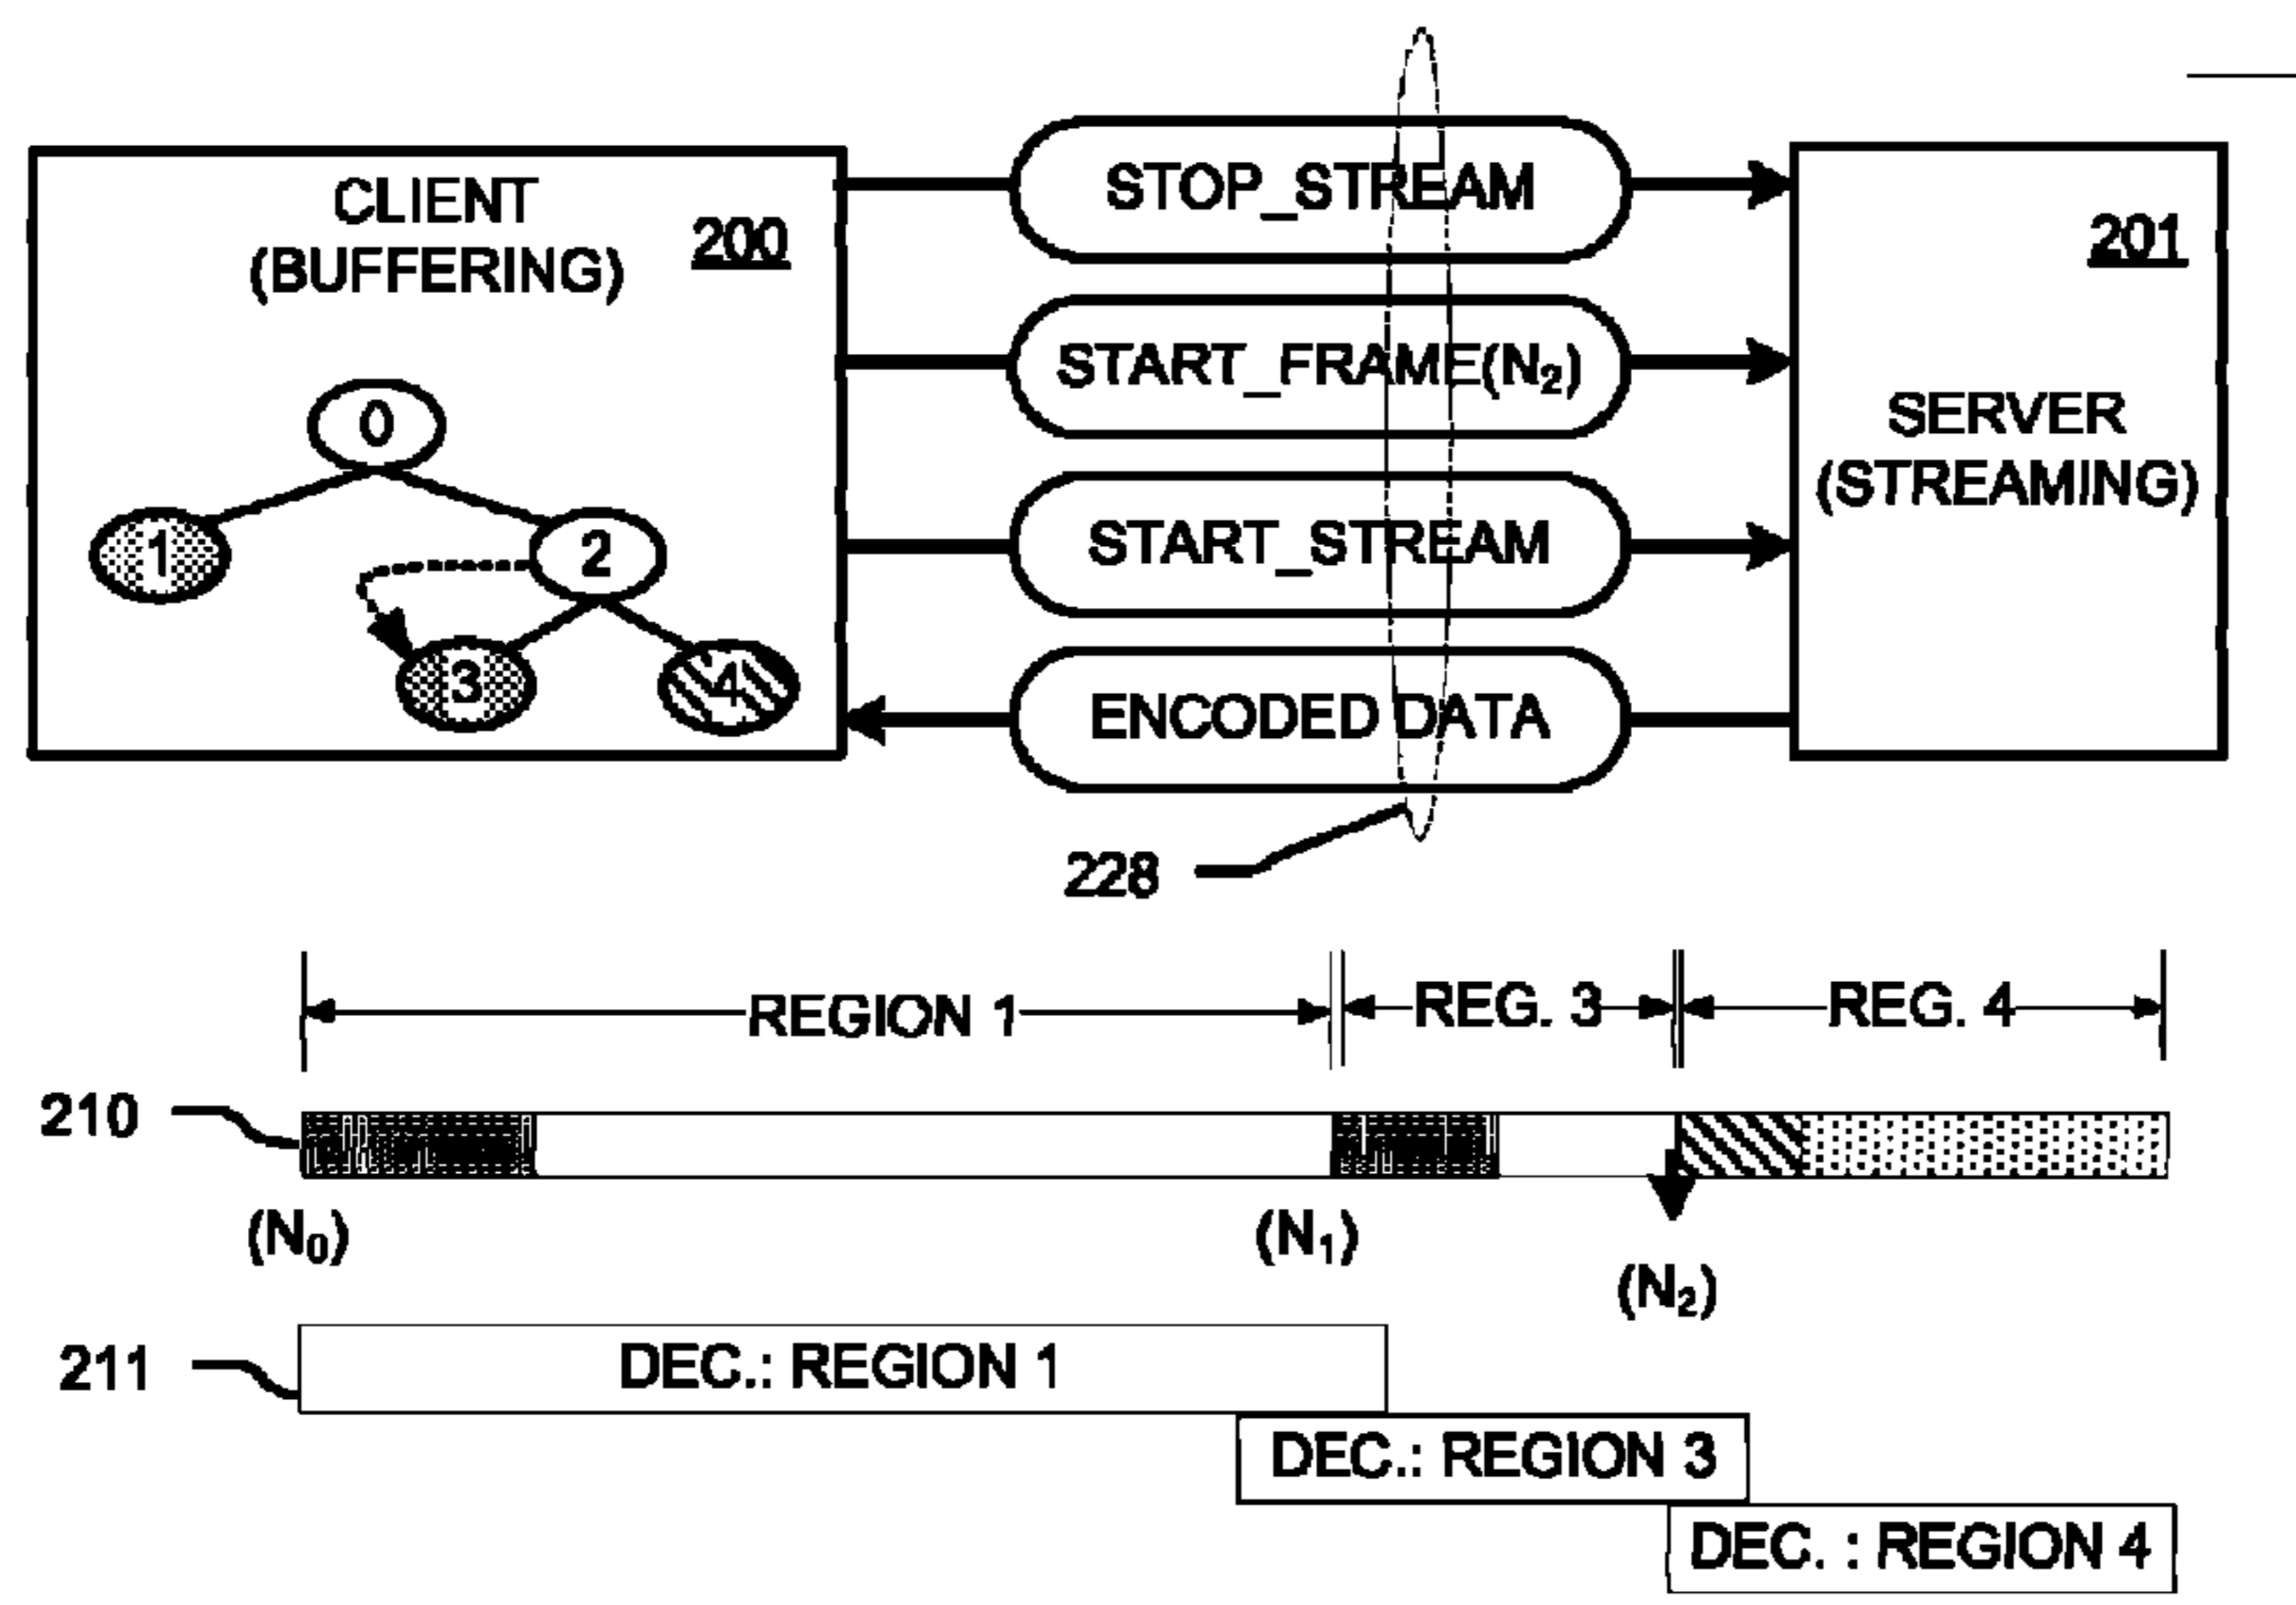 CLIENT
(BUFFERING)
200
0
1
2
3
4
STOP_STREAM
START_FRAME(N₂)
START_STREAM
ENCODED DATA
201
SERVER
(STREAMING)
228
REGION 1
REG. 3
REG. 4
210
(N₀)
(N₁)
(N₂)
211
DEC.: REGION 1
DEC.: REGION 3
DEC. : REGION 4